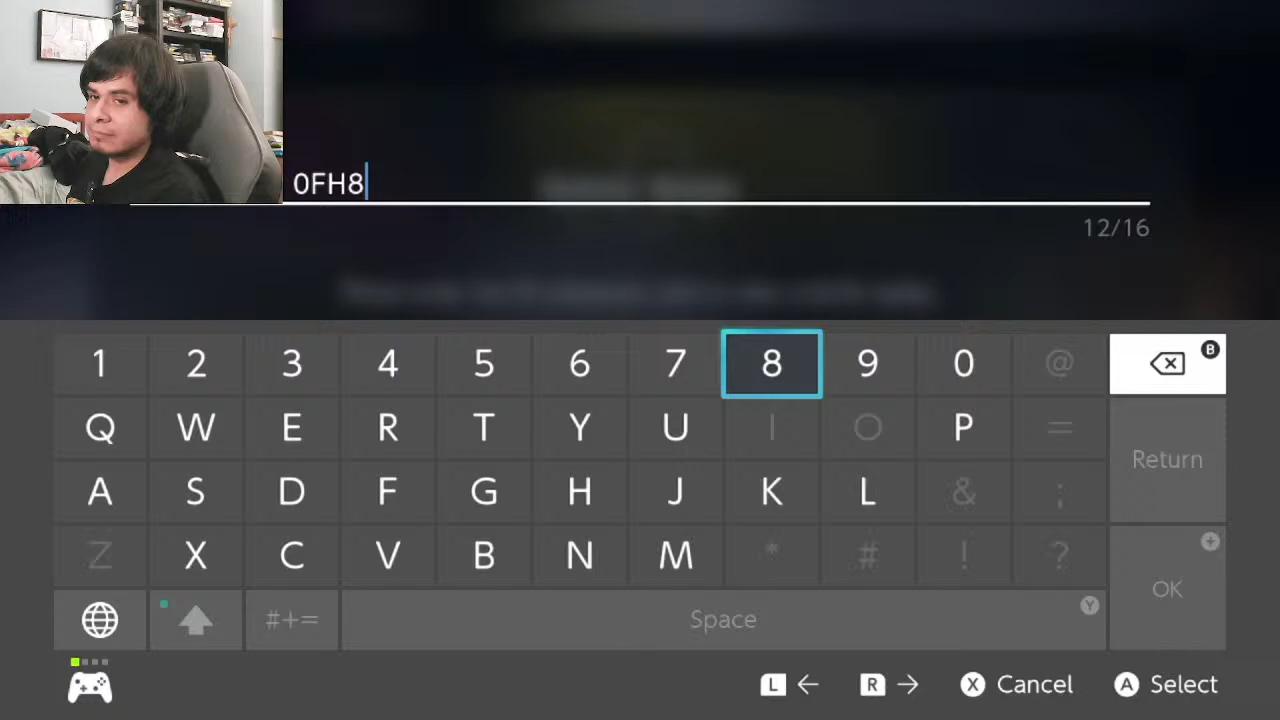 0FH8
12/16
1 2 3 4 5 6 7 8 9 0 @ B
Q W E R T Y U I O P =
Return
A S D F G H J K L & ;
Z X C V B N M * # ! ? +
OK
#+= Space Y
L ← R → X Cancel A Select